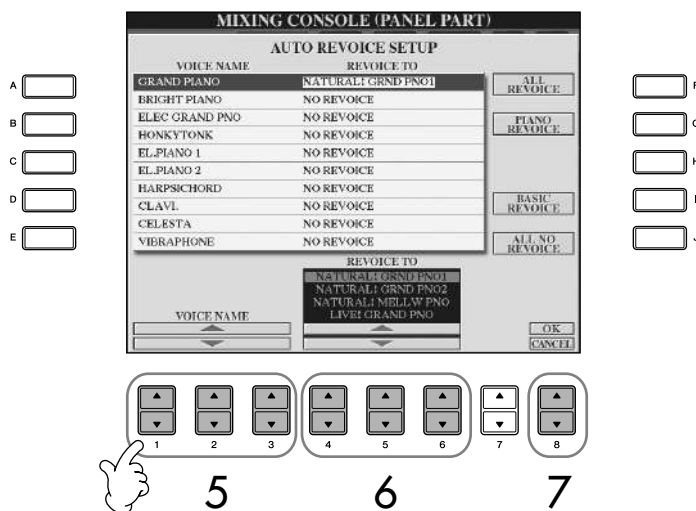 MIXING CONSOLE (PANEL PART)
AUTO REVOICE SETUP
VOICE NAME REVOICE TO
GRAND PIANO NATURAL! GRND PNO1
BRIGHT PIANO NO REVOICE
ELEC GRAND PNO NO REVOICE
HONKYTONK NO REVOICE
EL.PIANO 1 NO REVOICE
EL.PIANO 2 NO REVOICE
HARPSICHORD NO REVOICE
CLAVI. NO REVOICE
CELESTA NO REVOICE
VIBRAPHONE NO REVOICE
ALL
REVOICE
PIANO
REVOICE
BASIC
REVOICE
ALL NO
REVOICE
A
B
C
D
E
REVOICE TO
NATURAL! GRND PNO1
NATURAL! GRND PNO2
NATURAL! MELLW PNO
LIVE! GRAND PNO
VOICE NAME
OK
CANCEL
1 2 3 4 5 6 7 8
5 6 7